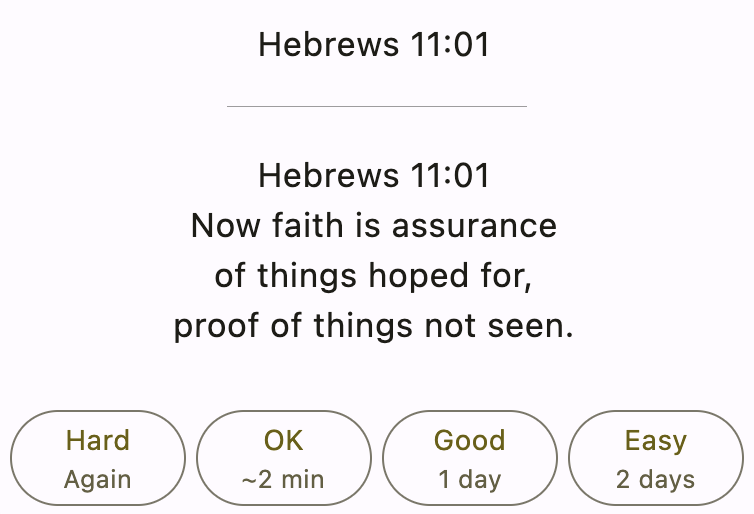 Hebrews 11:01
Hebrews 11:01
Now faith is assurance
of things hoped for,
proof of things not seen.
Hard OK Good Easy
Again ~2 min 1 day 2 days